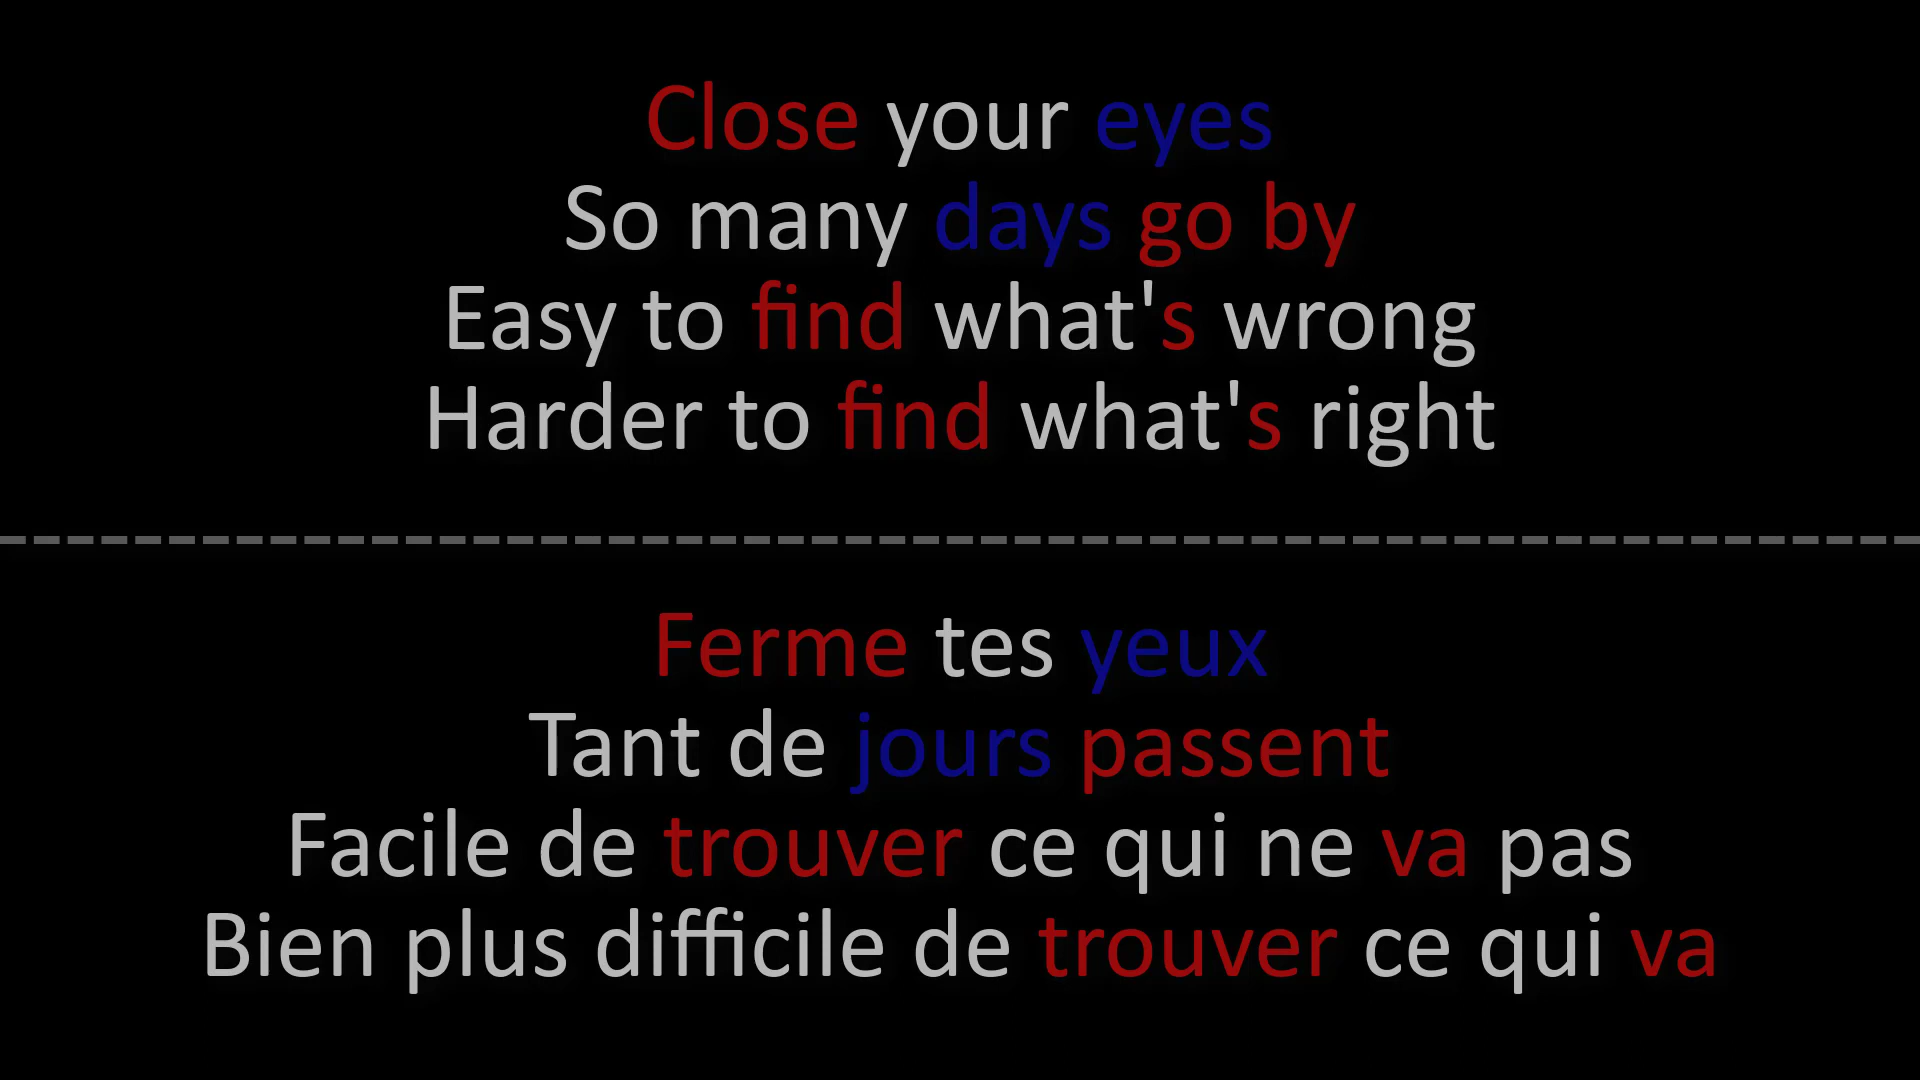 Close your eyes
So many days go by
Easy to find what's wrong
Harder to find what's right
Ferme tes yeux
Tant de jours passent
Facile de trouver ce qui ne va pas
Bien plus difficile de trouver ce qui va